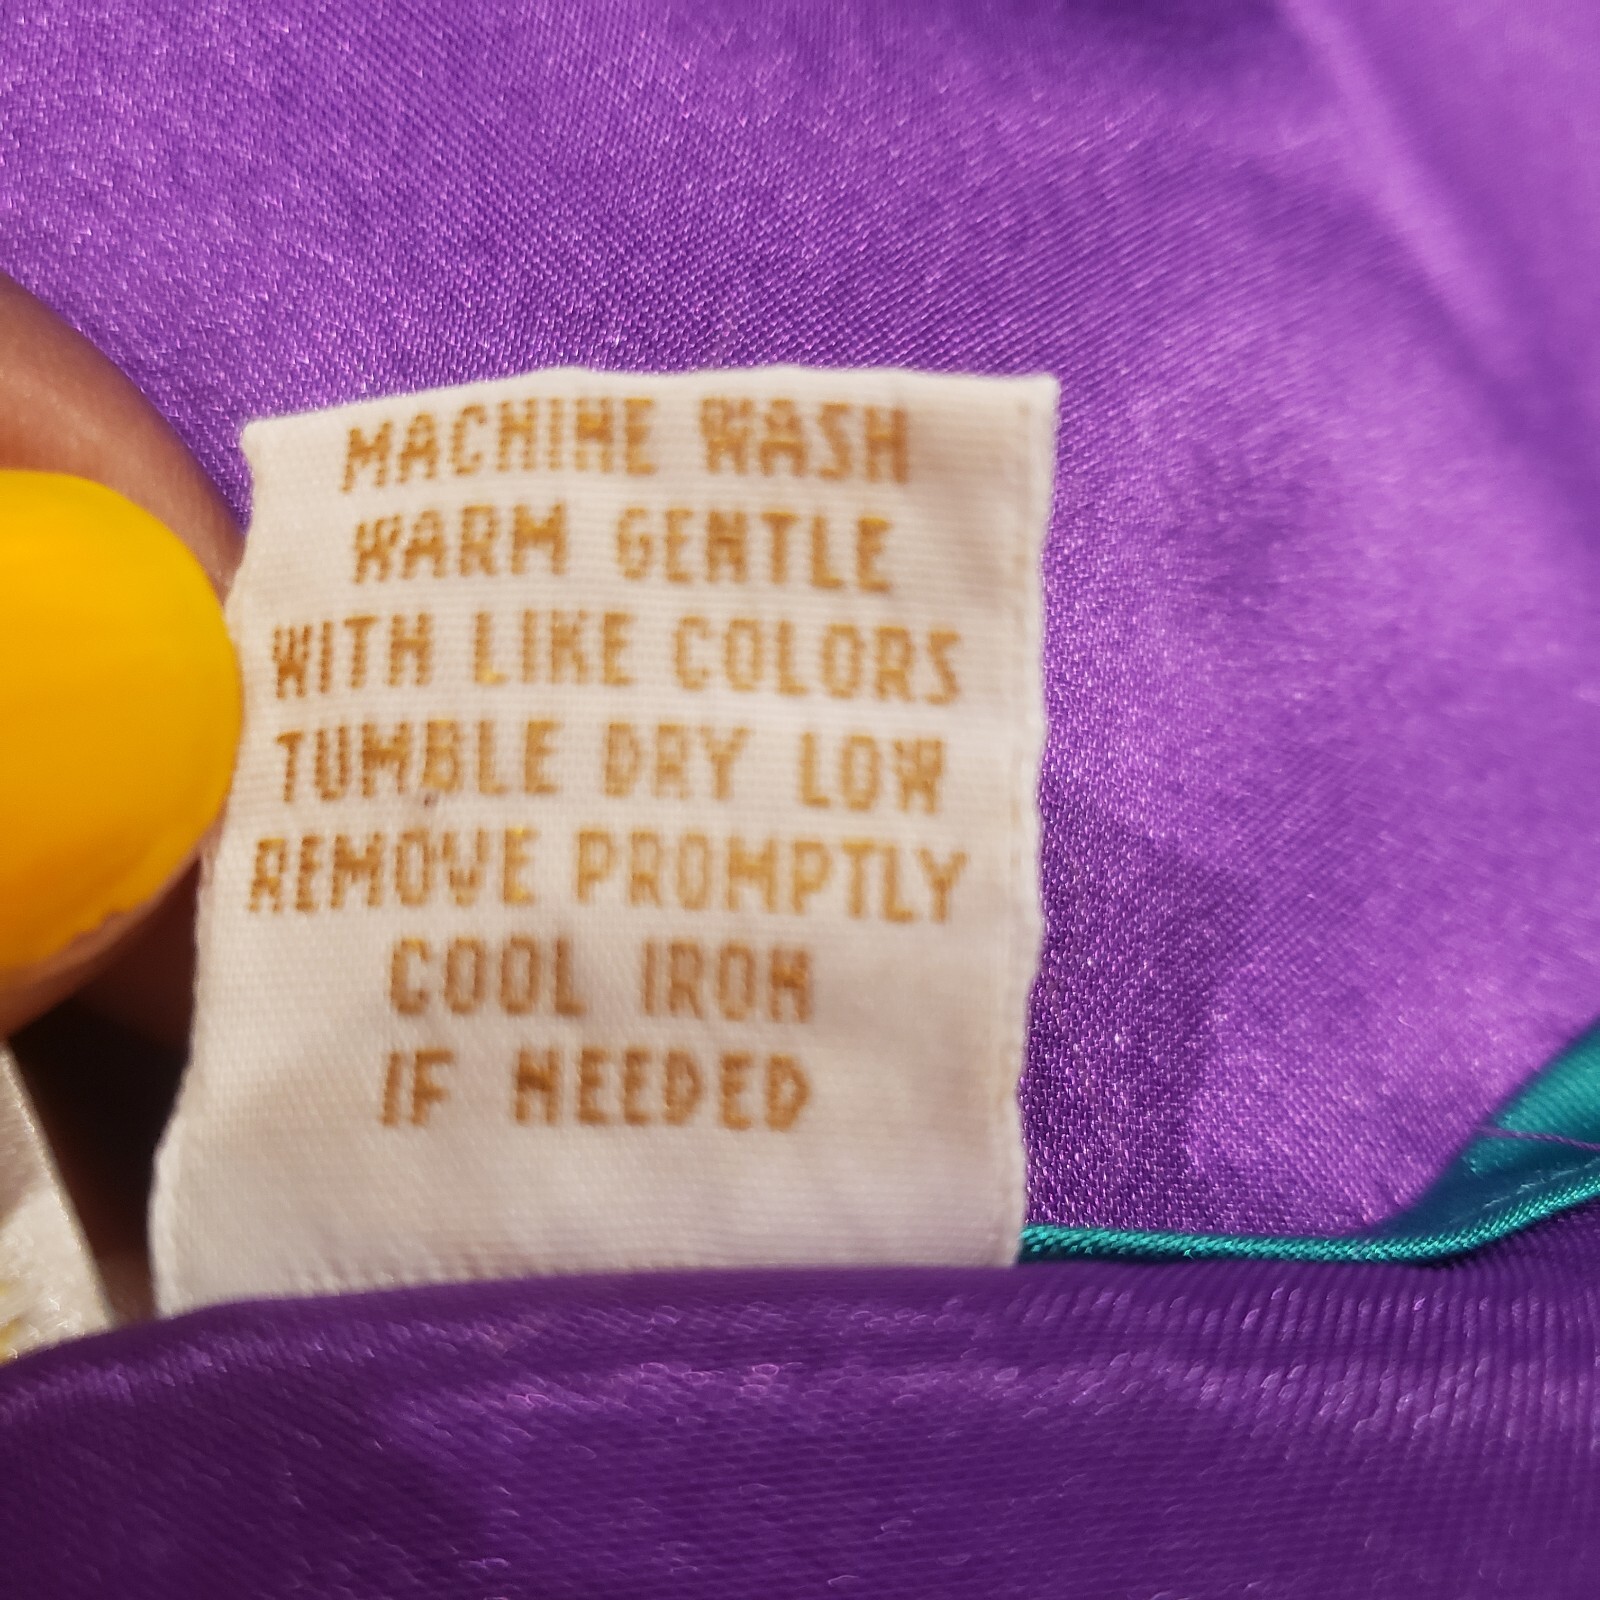 MACHINE WASH
WARM GENTLE
WITH LIKE COLORS
TUMBLE DRY LOW
REMOVE PROMPTLY
COOL IRON
IF NEEDED